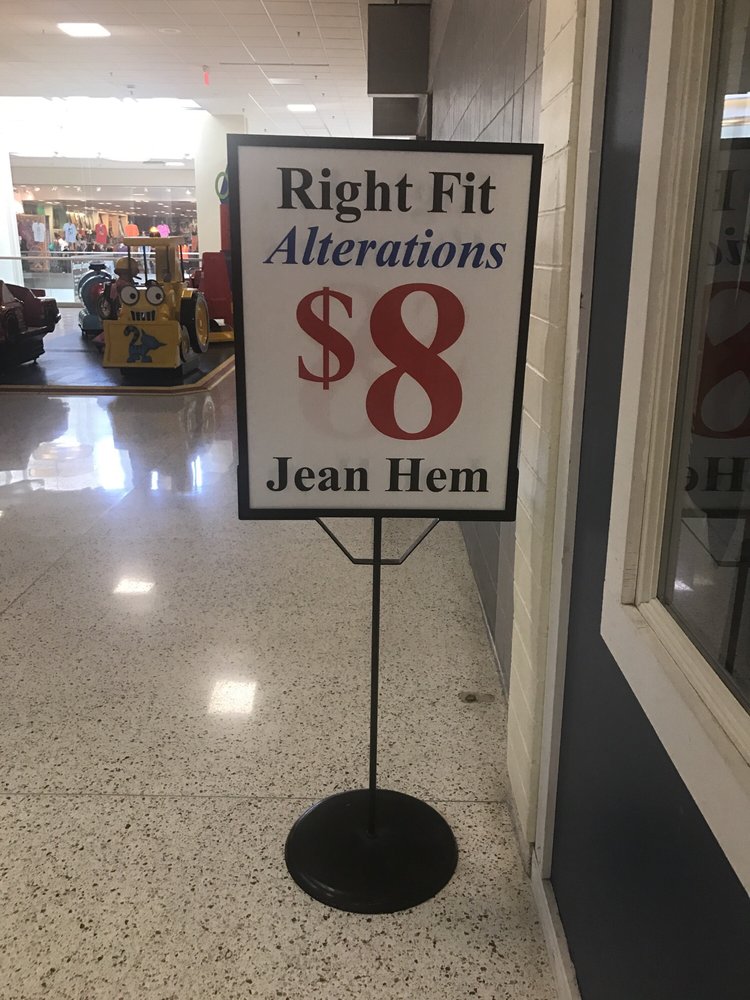 Right Fit
Alterations
$8
Jean Hem